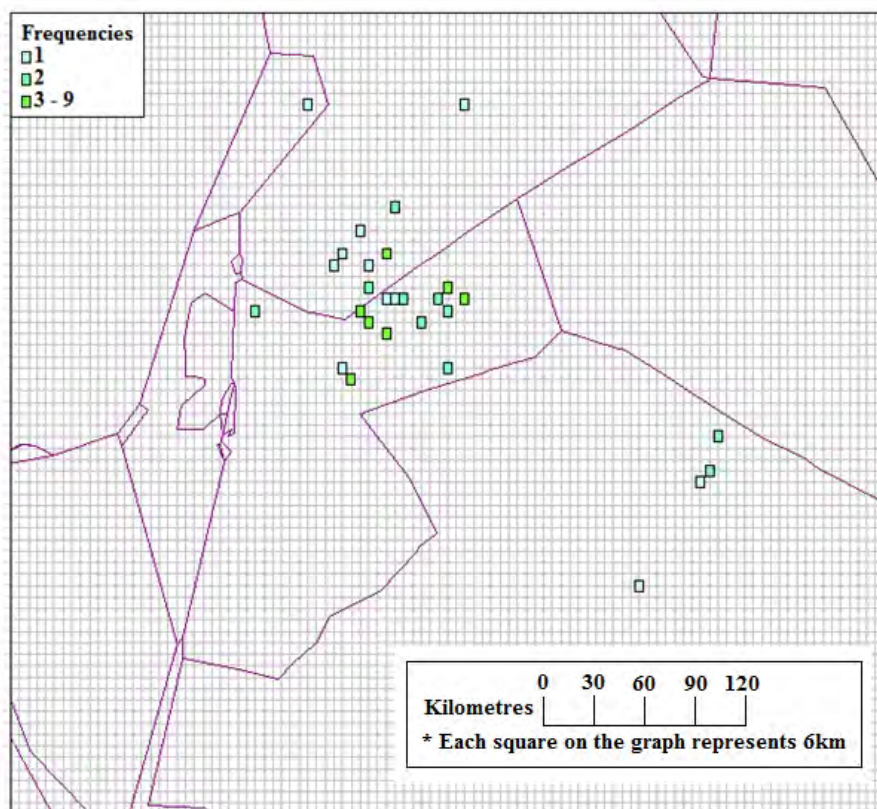 Frequencies
1
2
3 - 9
0 30 60 90 120
Kilometres
* Each square on the graph represents 6km